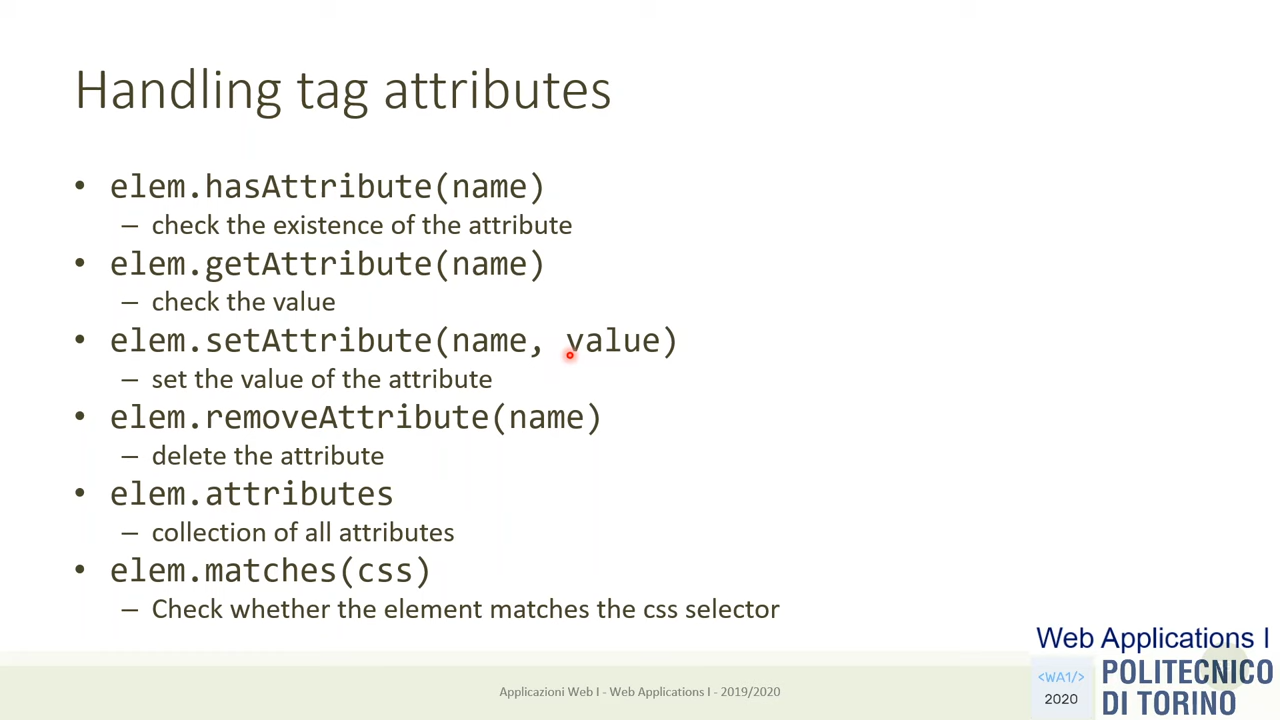 Handling tag attributes
• elem.hasAttribute(name)
– check the existence of the attribute
• elem.getAttribute(name)
– check the value
• elem.setAttribute(name, value)
– set the value of the attribute
• elem.removeAttribute(name)
– delete the attribute
• elem.attributes
– collection of all attributes
• elem.matches(css)
– Check whether the element matches the css selector
Applicazioni Web I - Web Applications I - 2019/2020
Web Applications I
<WA1/>
2020
POLITECNICO
DI TORINO